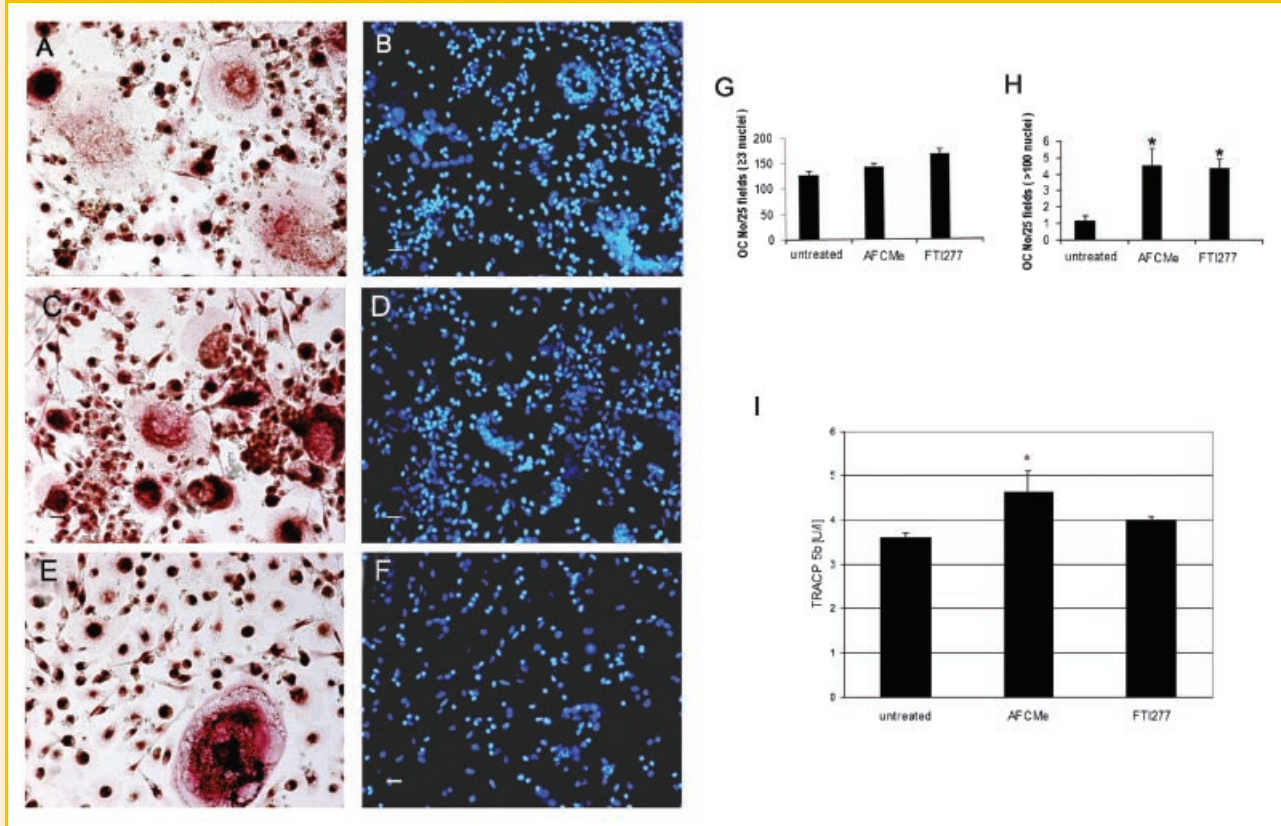 A
B
C
D
E
F
G
OC No/25 fields (≥3 nuclei)
200
150
100
50
0
untreated
AFCMe
FTI277
H
OC No/25 fields (>100 nuclei)
6
5
4
3
2
1
0
*
*
untreated
AFCMe
FTI277
I
TRACP 5b [U/l]
6
5
4
3
2
1
0
*
untreated
AFCMe
FTI277